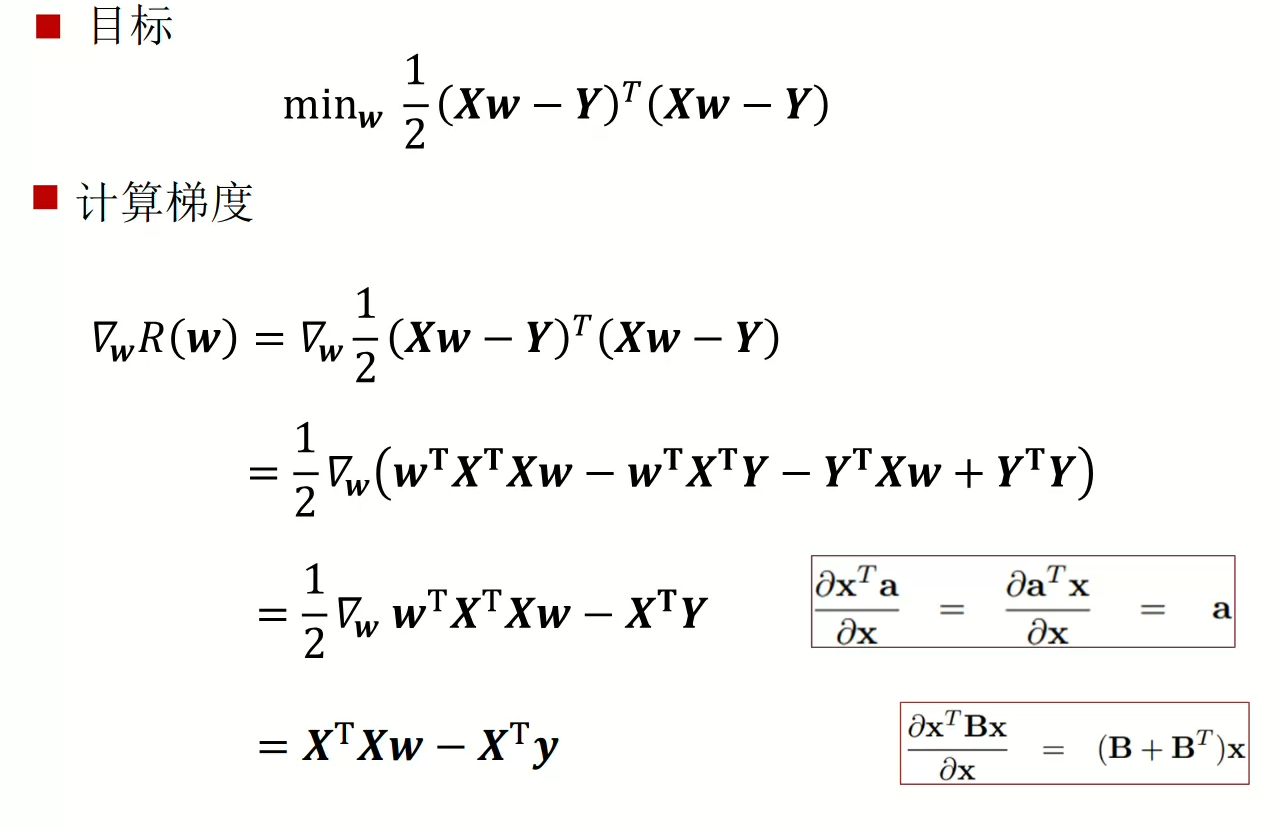 目标
min_w 1/2 (Xw − Y)^T (Xw − Y)
计算梯度
∇_w R(w) = ∇_w 1/2 (Xw − Y)^T (Xw − Y)
= 1/2 ∇_w (w^T X^T Xw − w^T X^T Y − Y^T Xw + Y^T Y)
= 1/2 ∇_w w^T X^T Xw − X^T Y
∂x^T a / ∂x = ∂a^T x / ∂x = a
= X^T Xw − X^T y
∂x^T Bx / ∂x = (B + B^T)x